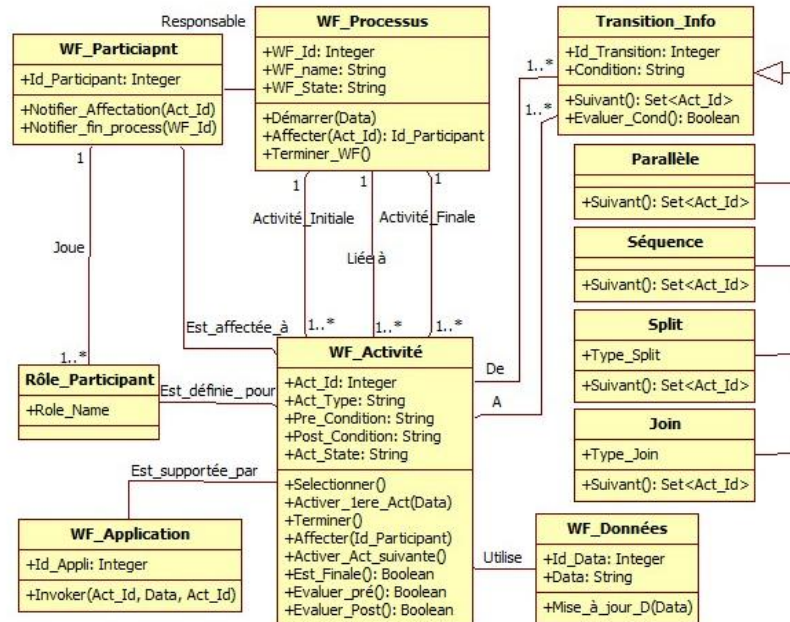 Responsable
WF_Particiapnt
+Id_Participant: Integer
+Notifier_Affectation(Act_Id)
+Notifier_fin_process(WF_Id)
WF_Processus
+WF_Id: Integer
+WF_name: String
+WF_State: String
+Démarrer(Data)
+Affecter(Act_Id): Id_Participant
+Terminer_WF()
Transition_Info
+Id_Transition: Integer
+Condition: String
+Suivant(): Set<Act_Id>
+Evaluer_Cond(): Boolean
1..*
1..*
Parallèle
+Suivant(): Set<Act_Id>
Séquence
+Suivant(): Set<Act_Id>
Split
+Type_Split
+Suivant(): Set<Act_Id>
Join
+Type_Join
+Suivant(): Set<Act_Id>
1
Joue
1..*
1
1
1
1
Activité_Initiale
Activité_Finale
Liée à
Est_affectée_à
1..*
1..*
1..*
Rôle_Participant
+Role_Name
Est_définie_pour
De
A
WF_Activité
+Act_Id: Integer
+Act_Type: String
+Pre_Condition: String
+Post_Condition: String
+Act_State: String
+Selectionner()
+Activer_1ere_Act(Data)
+Terminer()
+Affecter(Id_Participant)
+Activer_Act_suivante()
+Est_Finale(): Boolean
+Evaluer_pré(): Boolean
+Evaluer_Post(): Boolean
Est_supportée_par
WF_Application
+Id_Appli: Integer
+Invoker(Act_Id, Data, Act_Id)
Utilise
WF_Données
+Id_Data: Integer
+Data: String
+Mise_à_jour_D(Data)